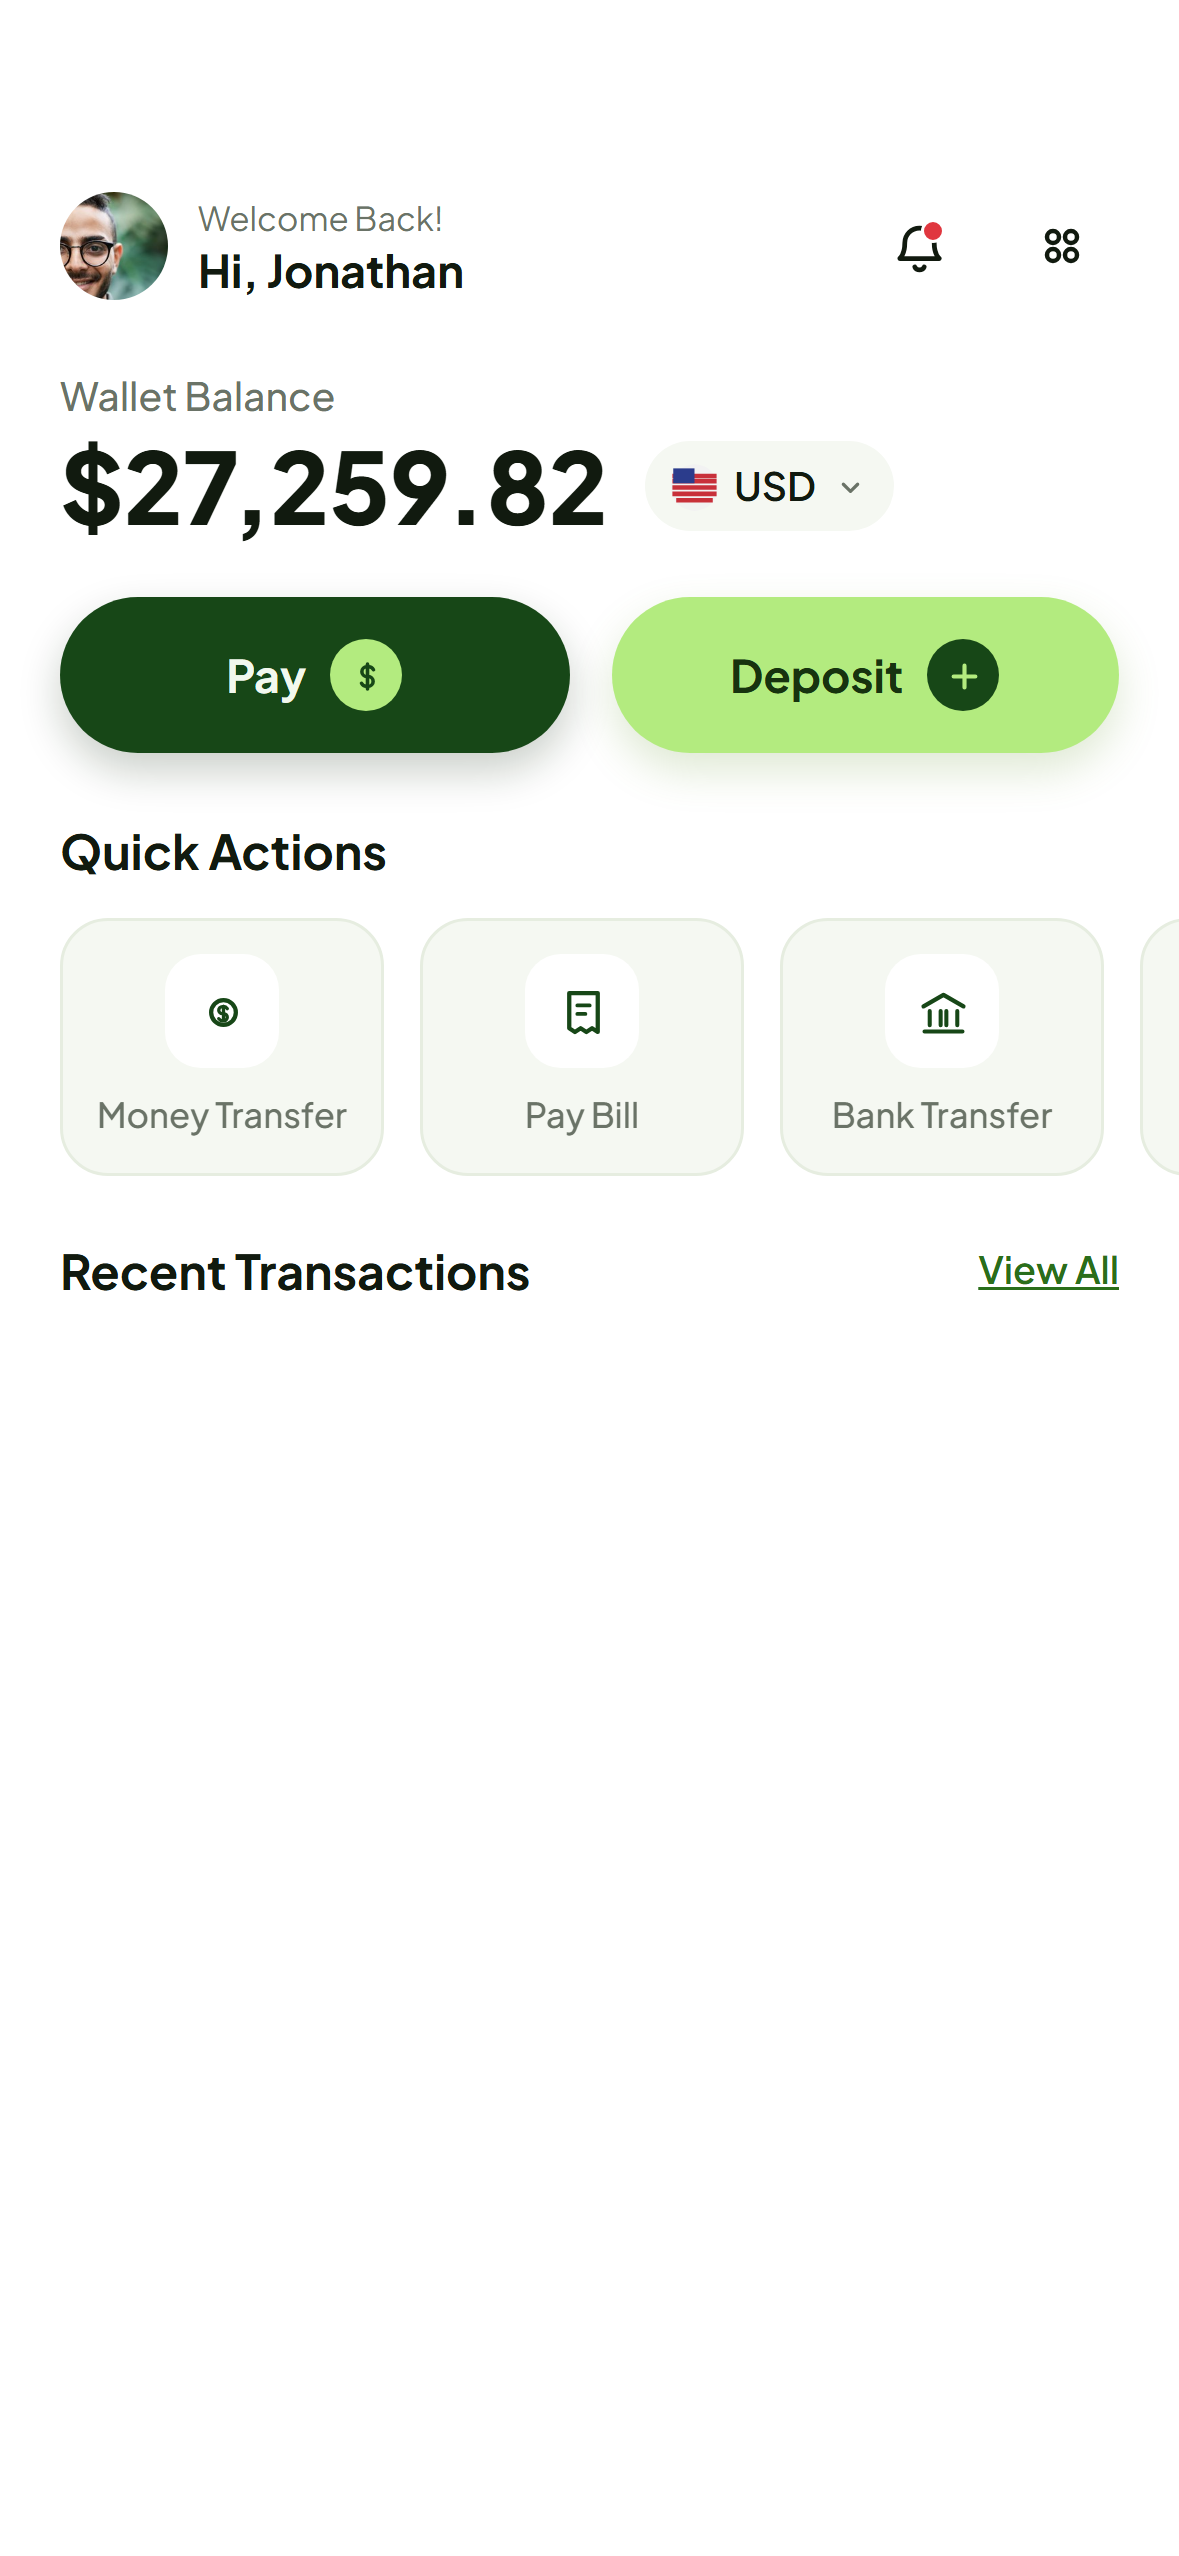 Welcome Back!
Hi, Jonathan
Wallet Balance
$27,259.82
USD
Pay $
Deposit
Quick Actions
$
Money Transfer
Pay Bill
Bank Transfer
Recent Transactions
View All